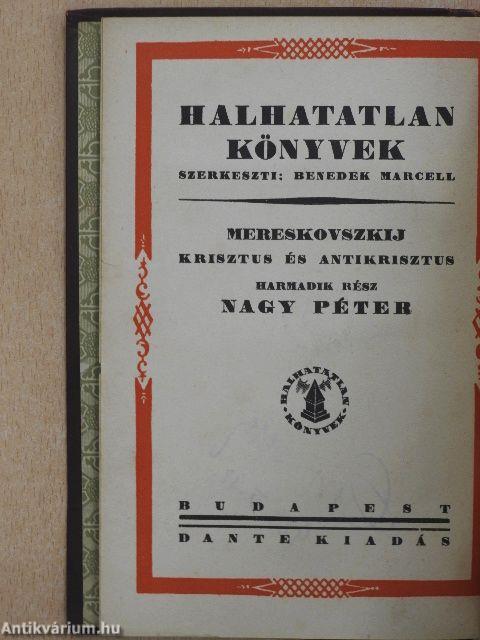 HALHATATLAN
KÖNYVEK
SZERKESZTI: BENEDEK MARCELL
MERESKOVSZKIJ
KRISZTUS ÉS ANTIKRISZTUS
HARMADIK RÉSZ
NAGY PÉTER
HALHATATLAN
KÖNYVEK
BUDAPEST
DANTE KIADÁS
Antikvárium.hu